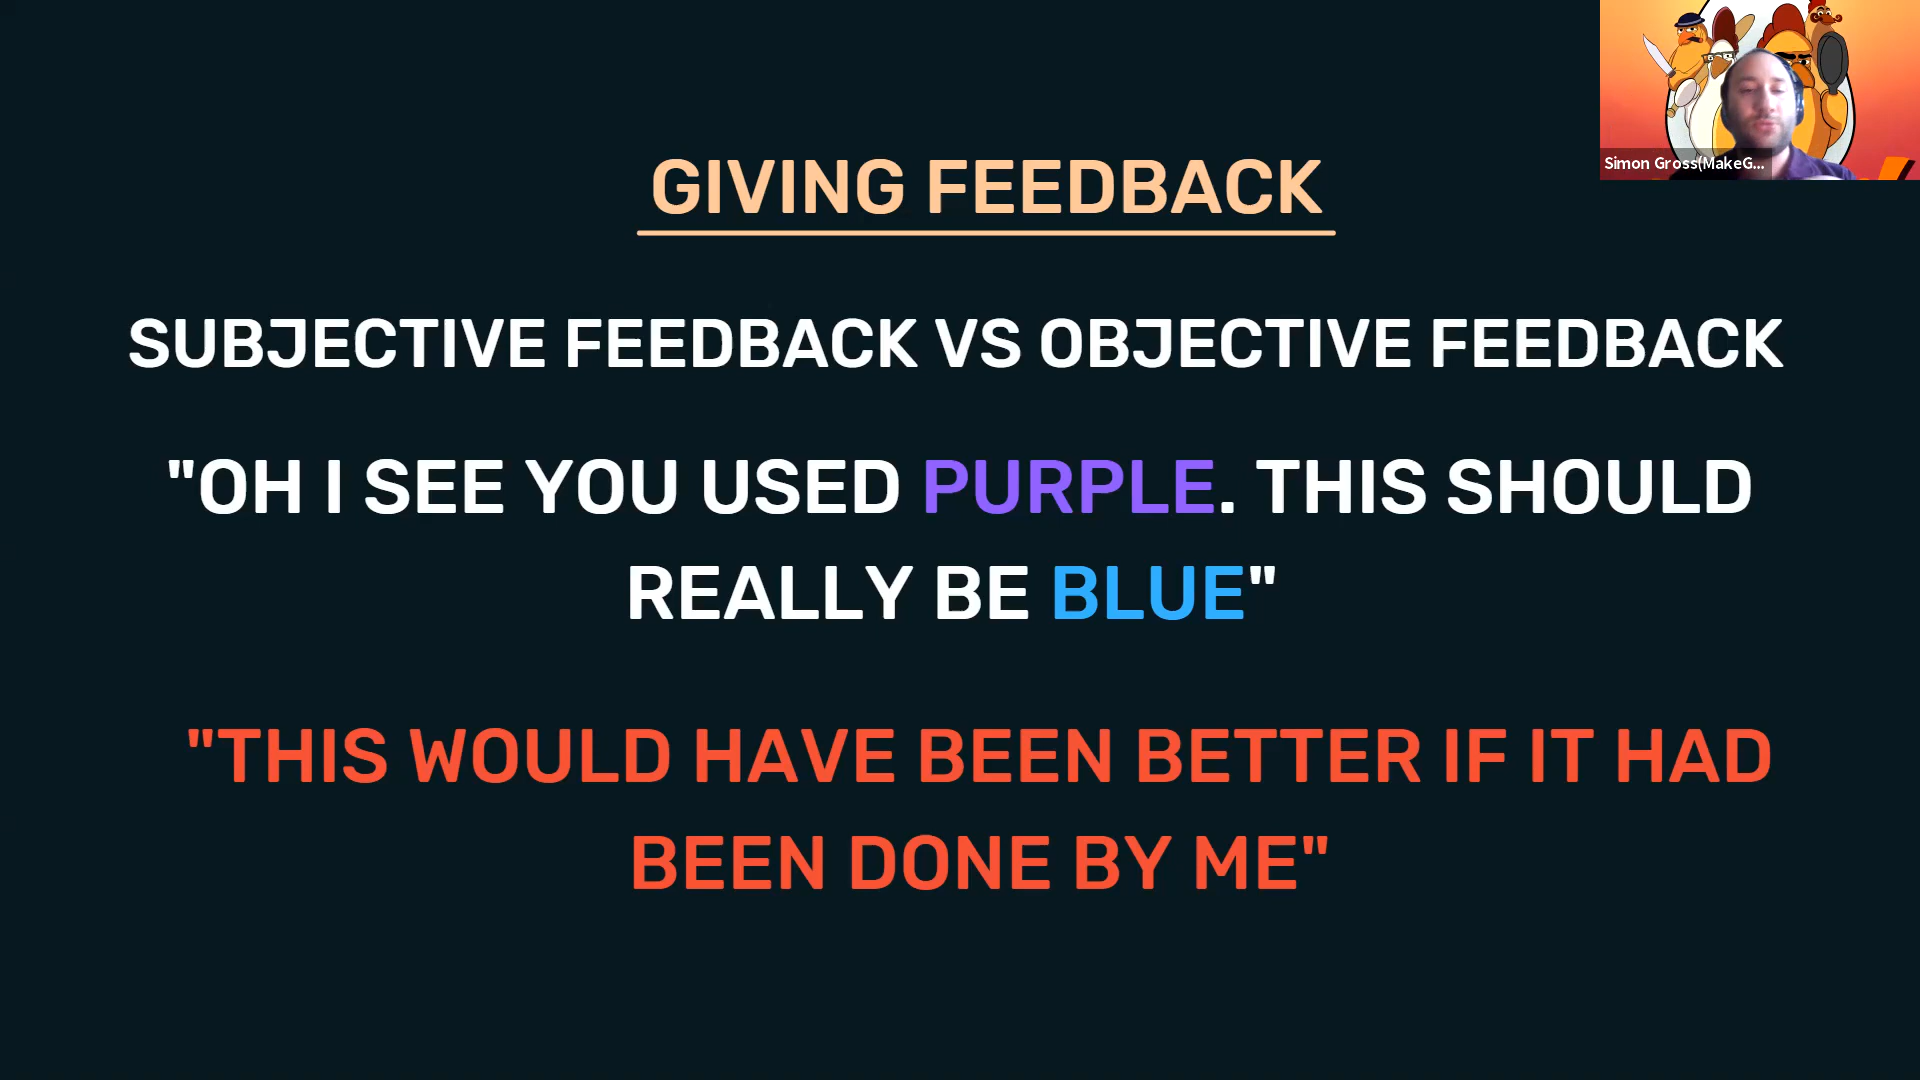 GIVING FEEDBACK
SUBJECTIVE FEEDBACK VS OBJECTIVE FEEDBACK
"OH I SEE YOU USED PURPLE. THIS SHOULD
REALLY BE BLUE"
"THIS WOULD HAVE BEEN BETTER IF IT HAD
BEEN DONE BY ME"
Simon Gross(MakeG...